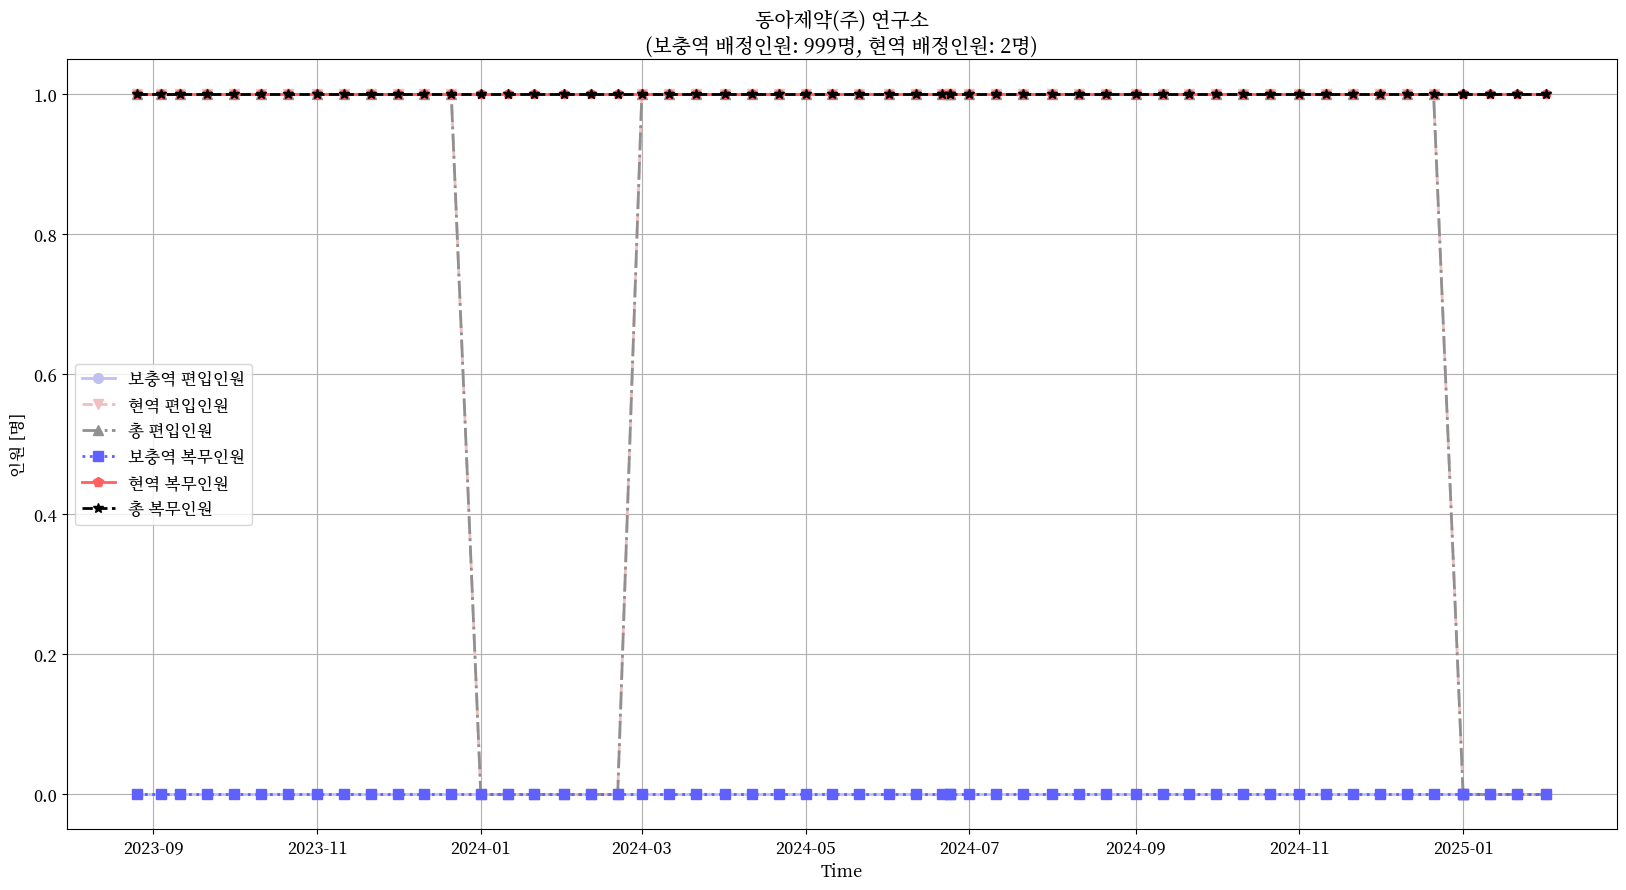 동아제약(주) 연구소
(보충역 배정인원: 999명, 현역 배정인원: 2명)
인원 [명]
1.0
0.8
0.6
0.4
0.2
0.0
보충역 편입인원
현역 편입인원
총 편입인원
보충역 복무인원
현역 복무인원
총 복무인원
2023-09 2023-11 2024-01 2024-03 2024-05 2024-07 2024-09 2024-11 2025-01
Time